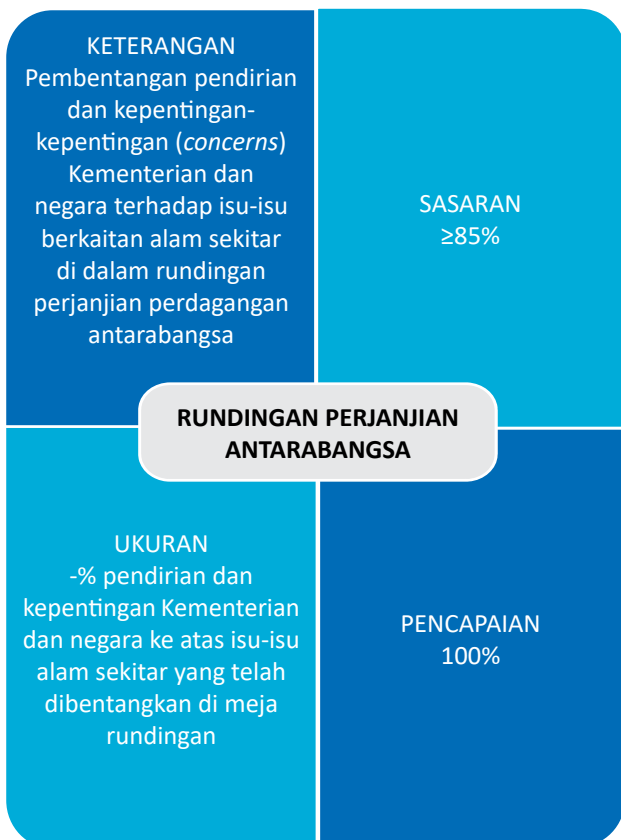 KETERANGAN
Pembentangan pendirian
dan kepentingan-
kepentingan (concerns)
Kementerian dan
negara terhadap isu-isu
berkaitan alam sekitar
di dalam rundingan
perjanjian perdagangan
antarabangsa
SASARAN
≥85%
RUNDINGAN PERJANJIAN
ANTARABANGSA
UKURAN
-% pendirian dan
kepentingan Kementerian
dan negara ke atas isu-isu
alam sekitar yang telah
dibentangkan di meja
rundingan
PENCAPAIAN
100%